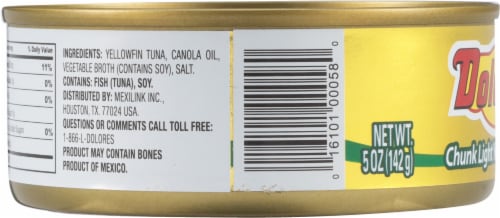 % Daily Value
11%
0%
0%
0%
INGREDIENTS: YELLOWFIN TUNA, CANOLA OIL,
VEGETABLE BROTH (CONTAINS SOY), SALT.
CONTAINS: FISH (TUNA), SOY.
DISTRIBUTED BY: MEXILINK INC.,
HOUSTON, TX. 77024 USA.
QUESTIONS OR COMMENTS CALL TOLL FREE:
1-866-L-DOLORES
PRODUCT MAY CONTAIN BONES
PRODUCT OF MEXICO.
0 16101 00058 0
Dol
NET WT.
5 OZ (142 g)
Chunk Light